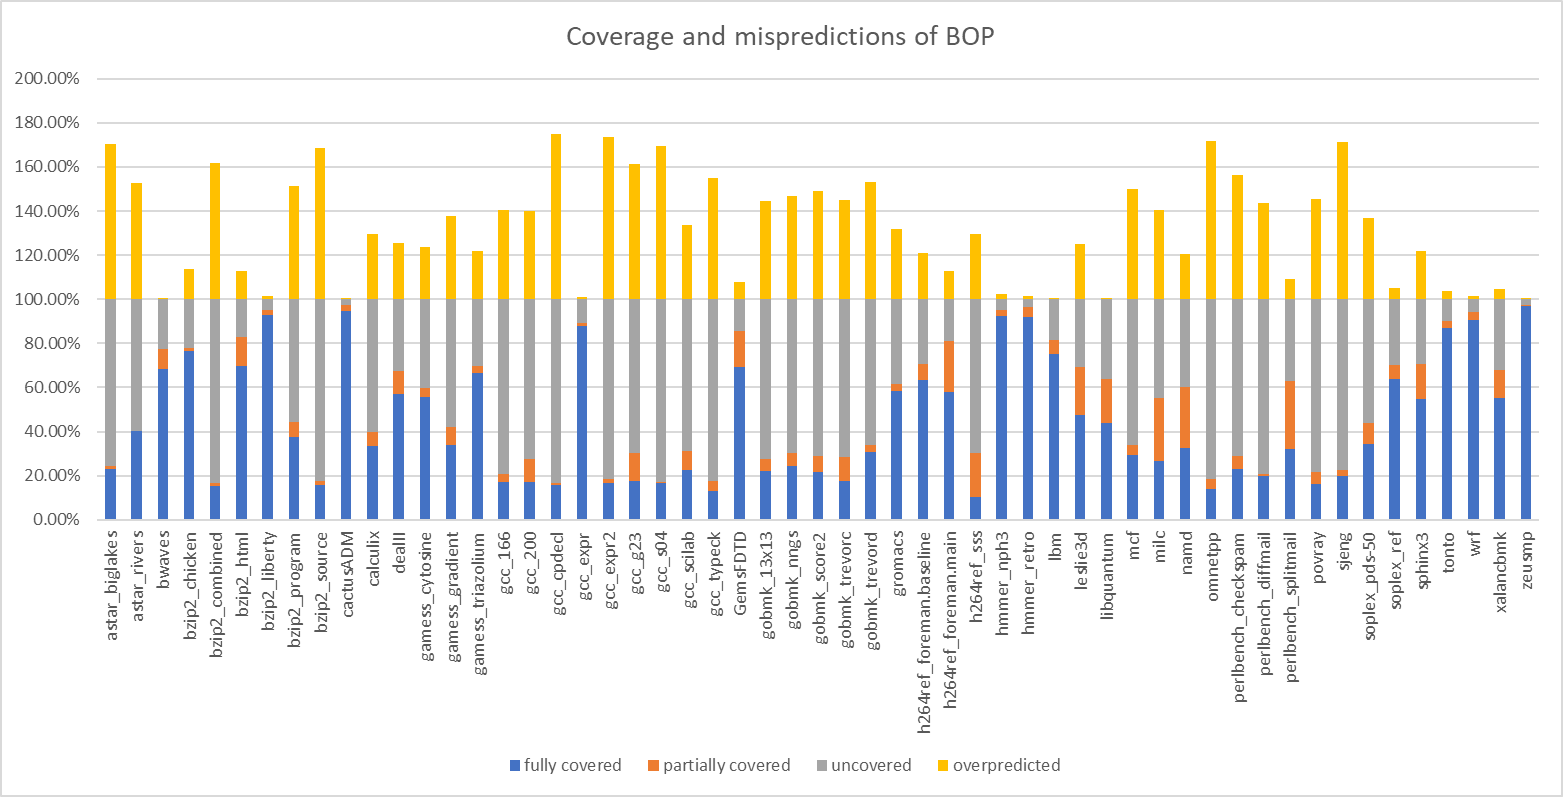 Coverage and mispredictions of BOP
200.00%
180.00%
160.00%
140.00%
120.00%
100.00%
80.00%
60.00%
40.00%
20.00%
0.00%
astar_biglakes
astar_rivers
bwaves
bzip2_chicken
bzip2_combined
bzip2_html
bzip2_liberty
bzip2_program
bzip2_source
cactusADM
calculix
dealII
gamess_cytosine
gamess_gradient
gamess_triazolium
gcc_166
gcc_200
gcc_cpdecl
gcc_expr
gcc_expr2
gcc_g23
gcc_s04
gcc_scilab
gcc_typeck
GemsFDTD
gobmk_13x13
gobmk_nngs
gobmk_score2
gobmk_trevorc
gobmk_trevord
gromacs
h264ref_foreman.baseline
h264ref_foreman.main
h264ref_sss
hmmer_nph3
hmmer_retro
lbm
leslie3d
libquantum
mcf
milc
namd
omnetpp
perlbench_checkspam
perlbench_diffmail
perlbench_splitmail
povray
sjeng
soplex_pds-50
soplex_ref
sphinx3
tonto
wrf
xalancbmk
zeusmp
fully covered
partially covered
uncovered
overpredicted